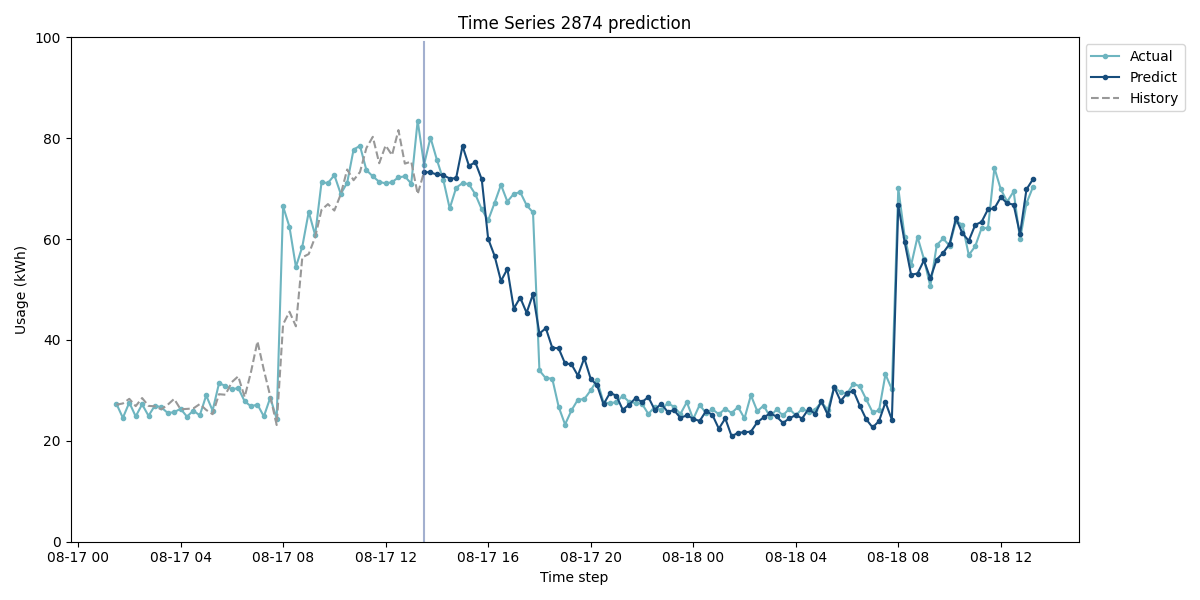 Time Series 2874 prediction
Usage (kWh)
100
80
60
40
20
0
08-17 00
08-17 04
08-17 08
08-17 12
08-17 16
08-17 20
08-18 00
08-18 04
08-18 08
08-18 12
Time step
Actual
Predict
History